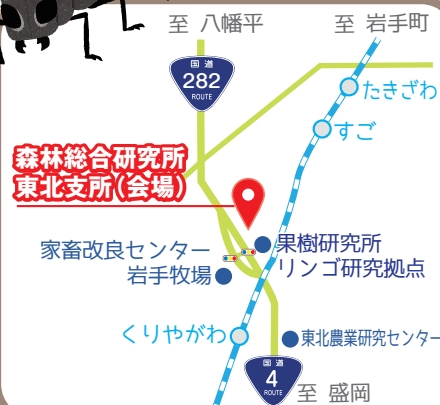 至 八幡平
至 岩手町
国道
282
ROUTE
たきざわ
すご
森林総合研究所
東北支所(会場)
家畜改良センター
岩手牧場
果樹研究所
リンゴ研究拠点
くりやがわ
東北農業研究センター
国道
4
ROUTE
至 盛岡